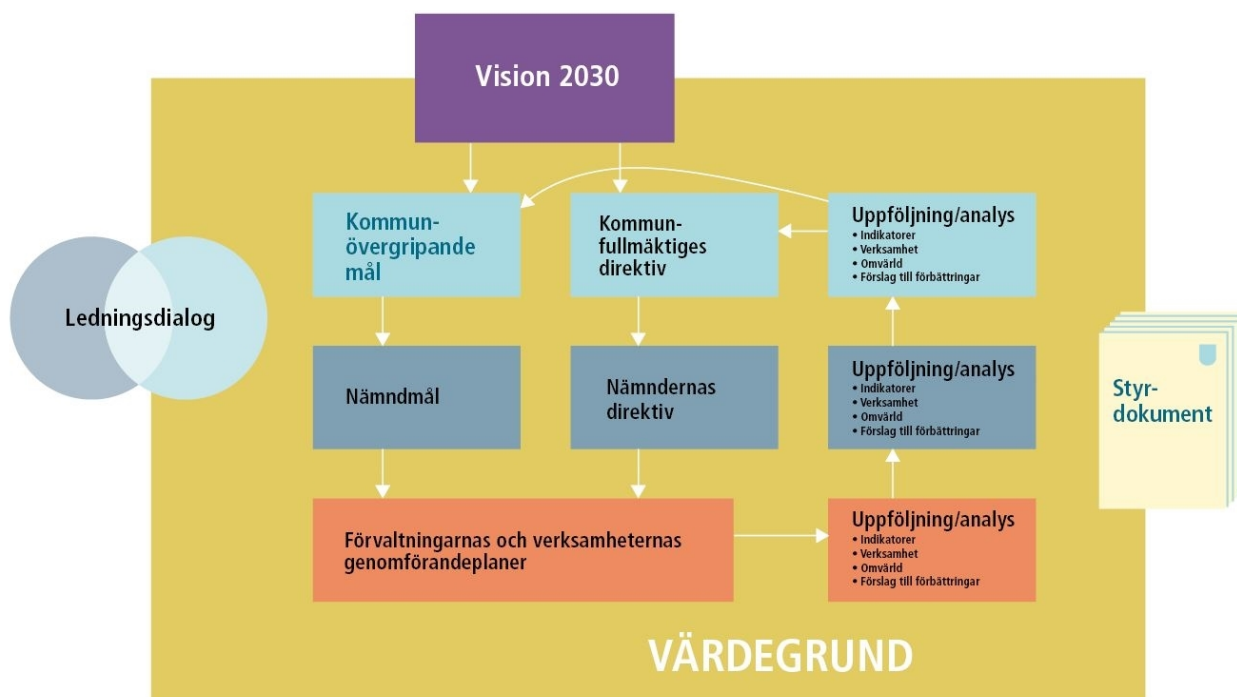 Vision 2030
Kommun-
övergripande
mål
Kommun-
fullmäktiges
direktiv
Uppföljning/analys
• Indikatorer
• Verksamhet
• Omvärld
• Förslag till förbättringar
Ledningsdialog
Nämndmål
Nämndernas
direktiv
Uppföljning/analys
• Indikatorer
• Verksamhet
• Omvärld
• Förslag till förbättringar
Styr-
dokument
Förvaltningarnas och verksamheternas
genomförandeplaner
Uppföljning/analys
• Indikatorer
• Verksamhet
• Omvärld
• Förslag till förbättringar
VÄRDEGRUND